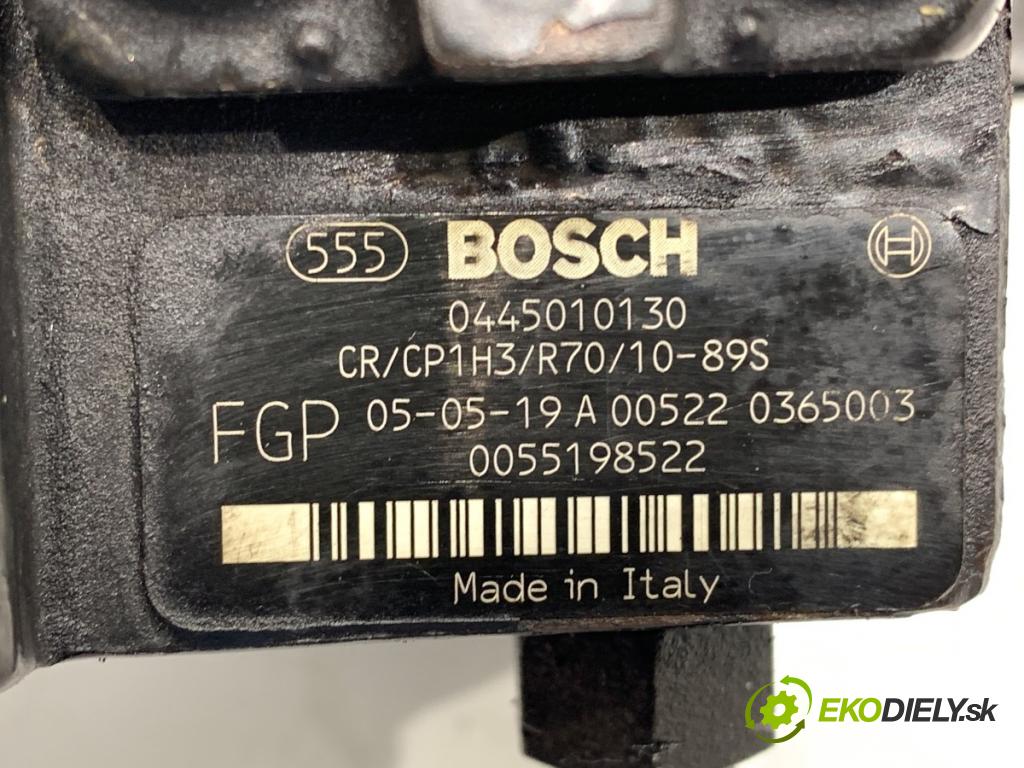 555 BOSCH
0445010130
CR/CP1H3/R70/10-89S
FGP 05-05-19 A 00522 0365003
0055198522
Made in Italy
EKODIELY.sk